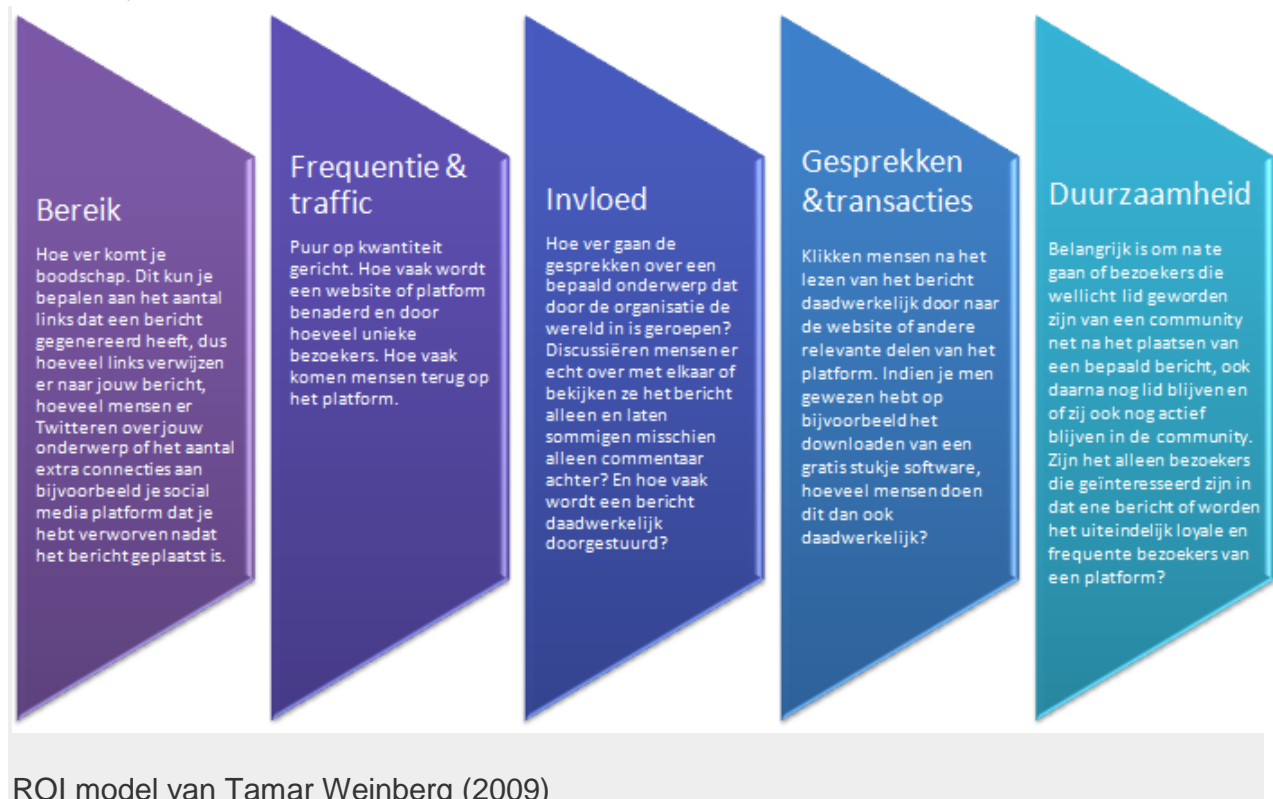 Bereik
Hoe ver komt je
boodschap. Dit kun je
bepalen aan het aantal
links dat een bericht
gegenereerd heeft, dus
hoeveel links verwijzen
er naar jouw bericht,
hoeveel mensen er
Twitteren over jouw
onderwerp of het aantal
extra connecties aan
bijvoorbeeld je social
media platform dat je
hebt verworven nadat
het bericht geplaatst is.
Frequentie &
traffic
Puur op kwantiteit
gericht. Hoe vaak wordt
een website of platform
benaderd en door
hoeveel unieke
bezoekers. Hoe vaak
komen mensen terug op
het platform.
Invloed
Hoe ver gaan de
gesprekken over een
bepaald onderwerp dat
door de organisatie de
wereld in is geroepen?
Discussiëren mensen er
echt over met elkaar of
bekijken ze het bericht
alleen en laten
sommigen misschien
alleen commentaar
achter? En hoe vaak
wordt een bericht
daadwerkelijk
doorgestuurd?
Gesprekken
&transacties
Klikken mensen na het
lezen van het bericht
daadwerkelijk door naar
de website of andere
relevante delen van het
platform. Indien je men
gewezen hebt op
bijvoorbeeld het
downloaden van een
gratis stukje software,
hoeveel mensen doen
dit dan ook
daadwerkelijk?
Duurzaamheid
Belangrijk is om na te
gaan of bezoekers die
wellicht lid geworden
zijn van een community
net na het plaatsen van
een bepaald bericht, ook
daarna nog lid blijven en
of zij ook nog actief
blijven in de community.
Zijn het alleen bezoekers
die geïnteresseerd zijn in
dat ene bericht of worden
het uiteindelijk loyale en
frequente bezoekers van
een platform?
ROI model van Tamar Weinberg (2009)